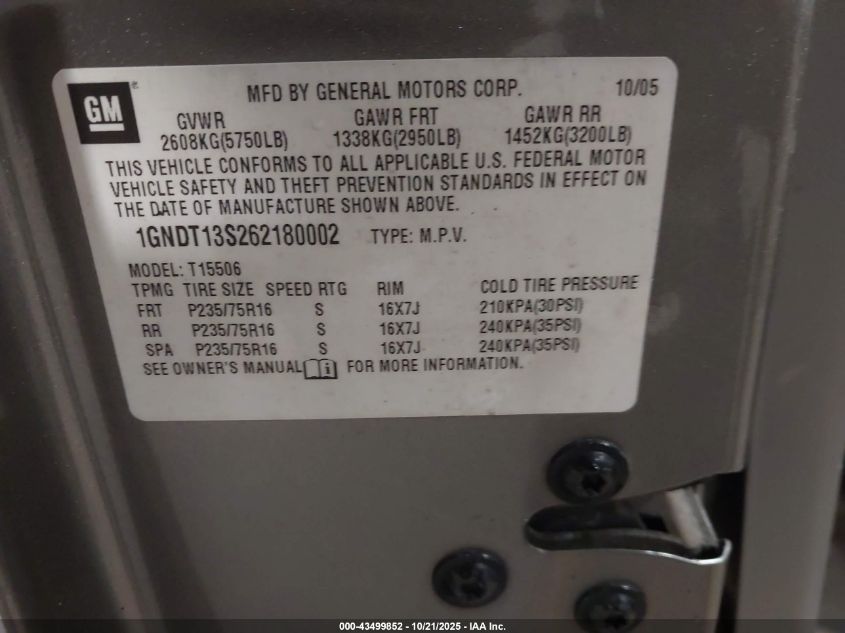 GM
MFD BY GENERAL MOTORS CORP. 10/05
GVWR GAWR FRT GAWR RR
2608KG(5750LB) 1338KG(2950LB) 1452KG(3200LB)
THIS VEHICLE CONFORMS TO ALL APPLICABLE U.S. FEDERAL MOTOR
VEHICLE SAFETY AND THEFT PREVENTION STANDARDS IN EFFECT ON
THE DATE OF MANUFACTURE SHOWN ABOVE.
1GNDT13S262180002 TYPE: M.P.V.
MODEL: T15506
TPMG TIRE SIZE SPEED RTG RIM COLD TIRE PRESSURE
FRT P235/75R16 S 16X7J 210KPA(30PSI)
RR P235/75R16 S 16X7J 240KPA(35PSI)
SPA P235/75R16 S 16X7J 240KPA(35PSI)
SEE OWNER'S MANUAL i FOR MORE INFORMATION.
000-43499852 - 10/21/2025 - IAA Inc.